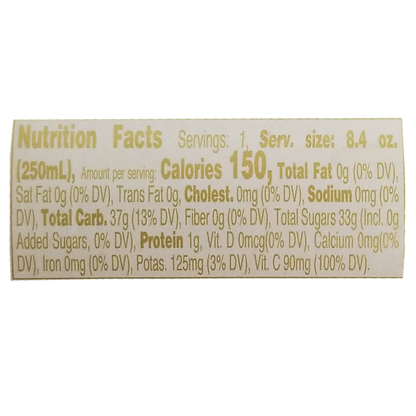 Nutrition Facts Servings: 1, Serv. size: 8.4 oz.
(250mL), Amount per serving: Calories 150, Total Fat 0g (0% DV),
Sat Fat 0g (0% DV), Trans Fat 0g, Cholest. 0mg (0% DV), Sodium 0mg (0%
DV), Total Carb. 37g (13% DV), Fiber 0g (0% DV), Total Sugars 33g (Incl. 0g
Added Sugars, 0% DV), Protein 1g, Vit. D 0mcg(0% DV), Calcium 0mg(0%
DV), Iron 0mg (0% DV), Potas. 125mg (3% DV), Vit. C 90mg (100% DV).